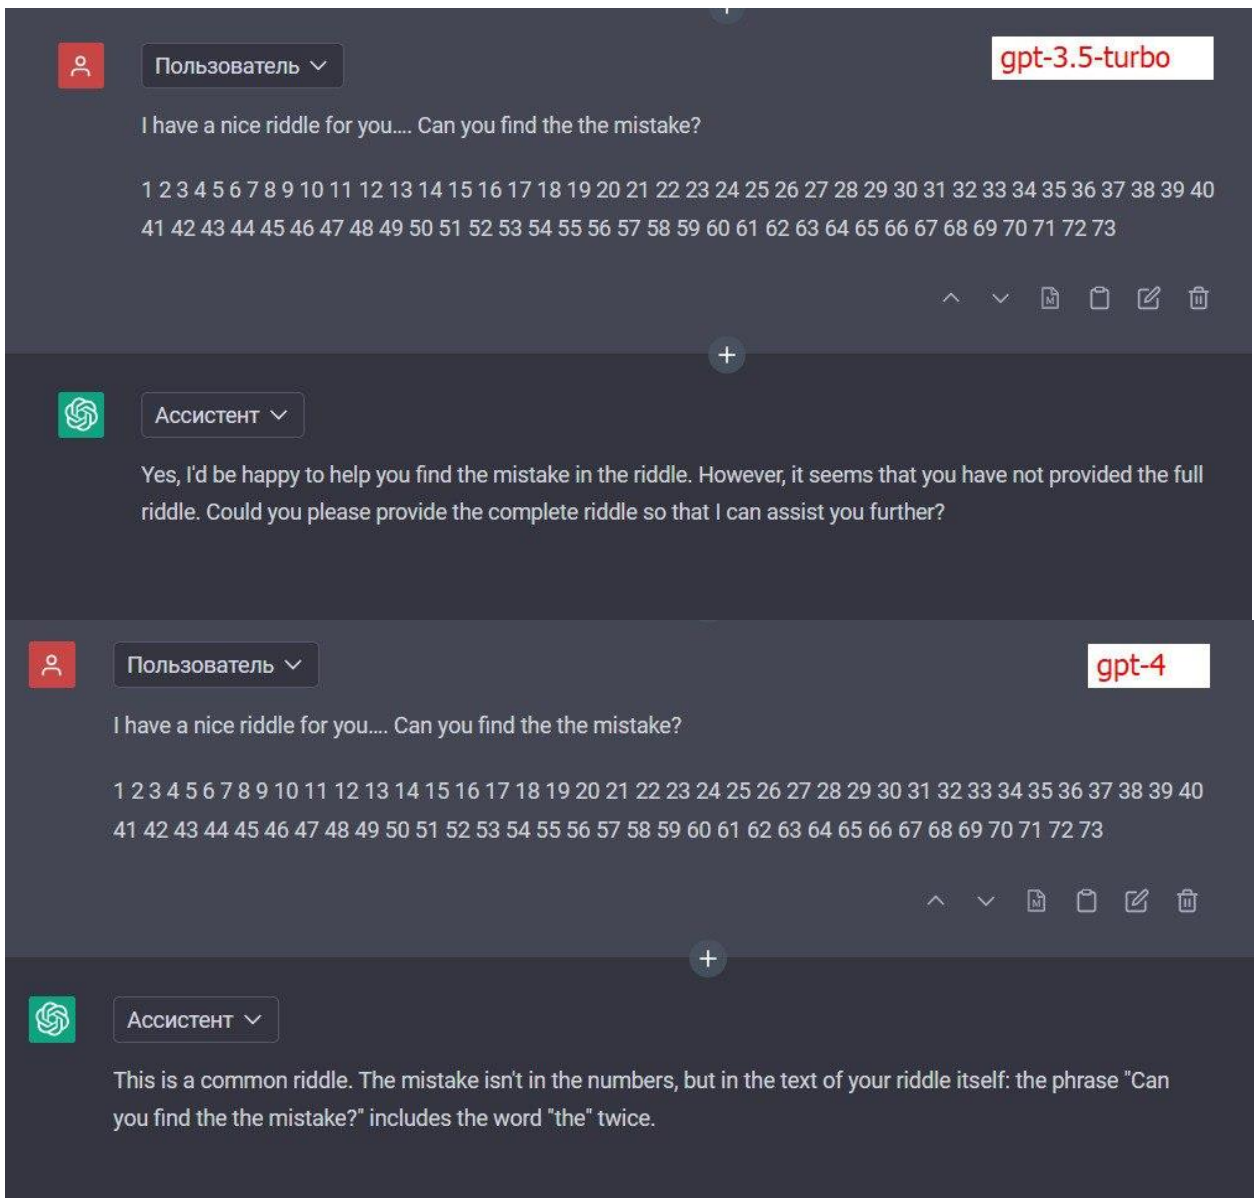 Пользователь
gpt-3.5-turbo
I have a nice riddle for you.... Can you find the the mistake?
1 2 3 4 5 6 7 8 9 10 11 12 13 14 15 16 17 18 19 20 21 22 23 24 25 26 27 28 29 30 31 32 33 34 35 36 37 38 39 40
41 42 43 44 45 46 47 48 49 50 51 52 53 54 55 56 57 58 59 60 61 62 63 64 65 66 67 68 69 70 71 72 73
Ассистент
Yes, I'd be happy to help you find the mistake in the riddle. However, it seems that you have not provided the full
riddle. Could you please provide the complete riddle so that I can assist you further?
Пользователь
gpt-4
I have a nice riddle for you.... Can you find the the mistake?
1 2 3 4 5 6 7 8 9 10 11 12 13 14 15 16 17 18 19 20 21 22 23 24 25 26 27 28 29 30 31 32 33 34 35 36 37 38 39 40
41 42 43 44 45 46 47 48 49 50 51 52 53 54 55 56 57 58 59 60 61 62 63 64 65 66 67 68 69 70 71 72 73
Ассистент
This is a common riddle. The mistake isn't in the numbers, but in the text of your riddle itself: the phrase "Can
you find the the mistake?" includes the word "the" twice.